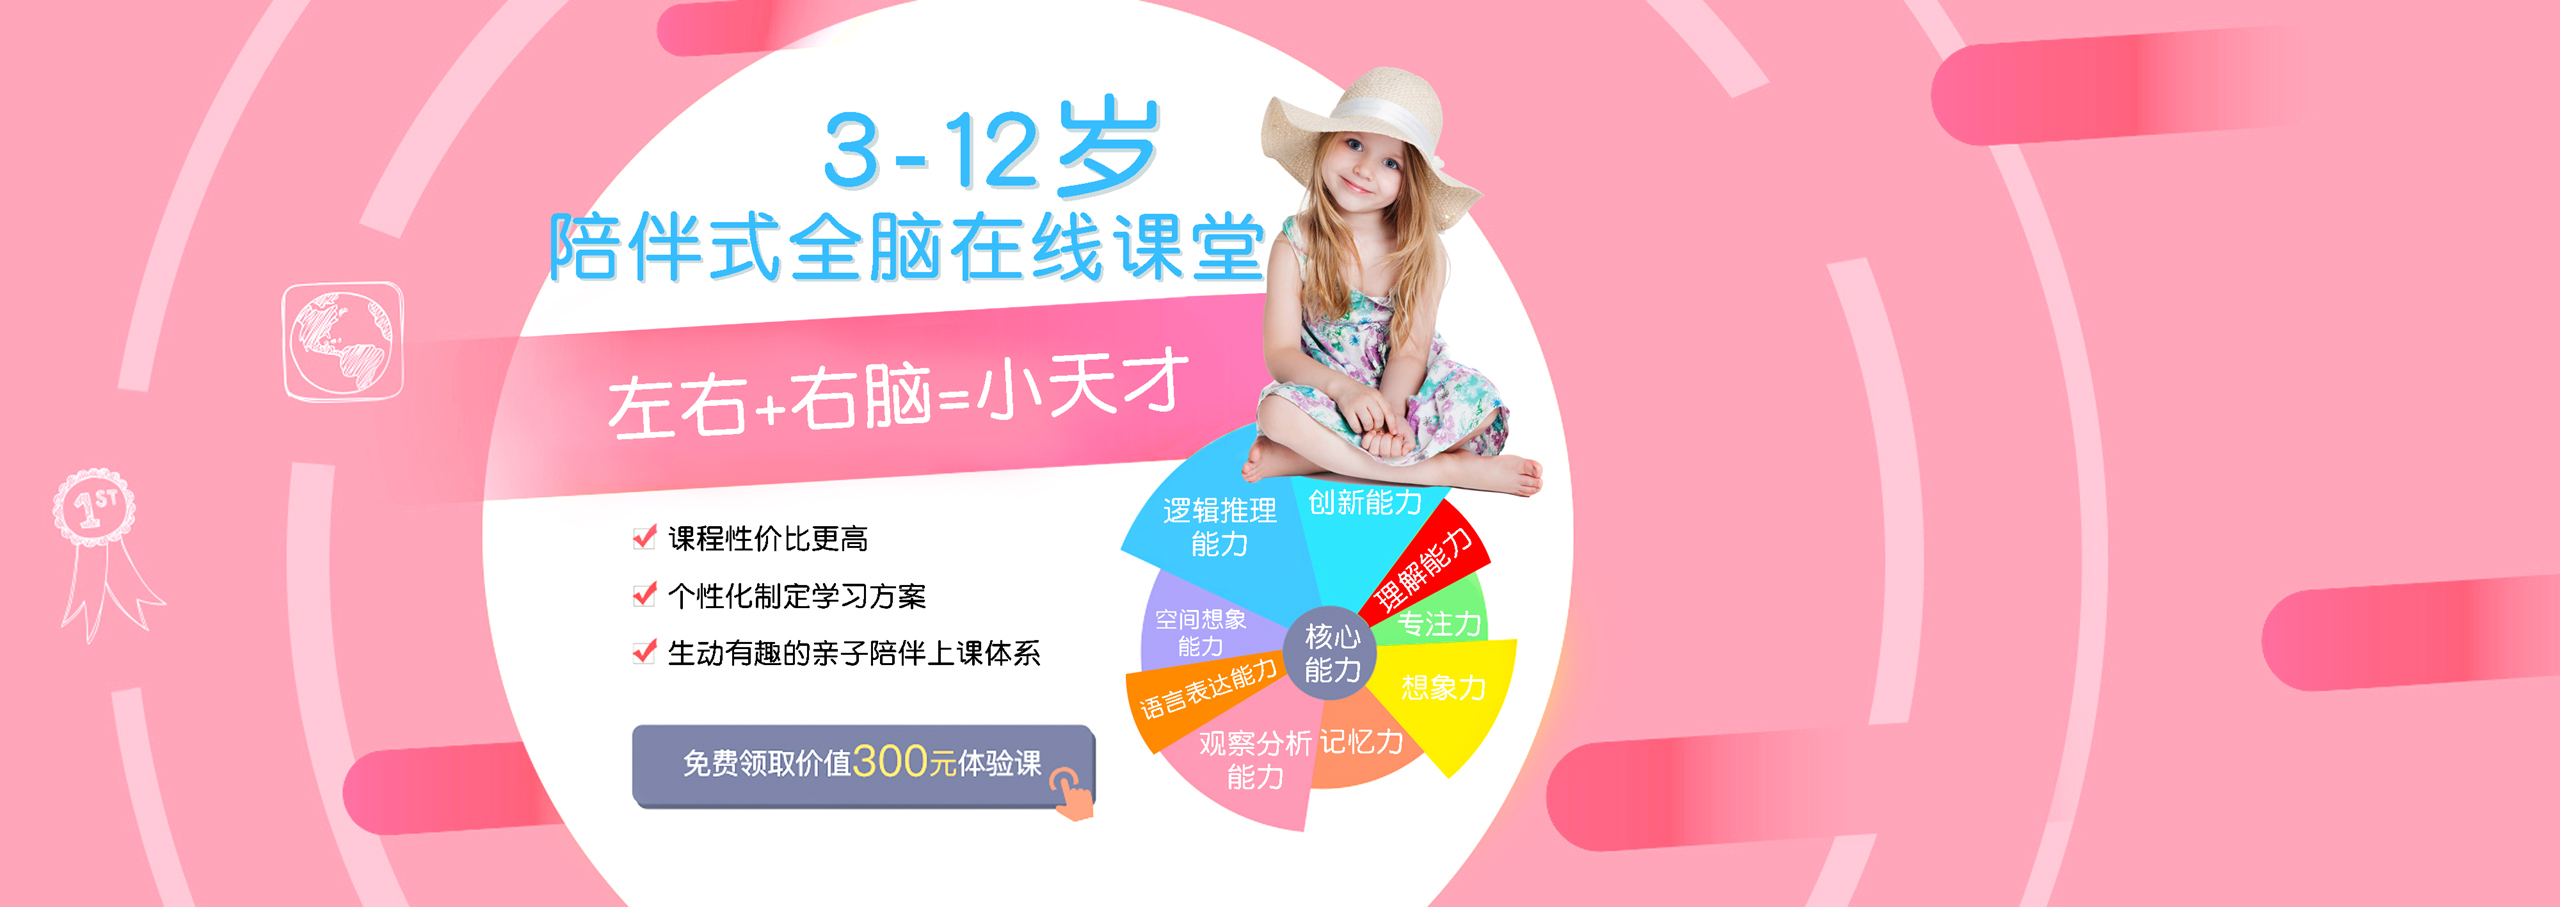 3-12岁
陪伴式全脑在线课堂
左右+右脑=小天才
课程性价比更高
个性化制定学习方案
生动有趣的亲子陪伴上课体系
免费领取价值300元体验课
逻辑推理
能力
创新能力
理解能力
专注力
想象力
记忆力
观察分析
能力
语言表达能力
空间想象
能力
核心
能力
1ST